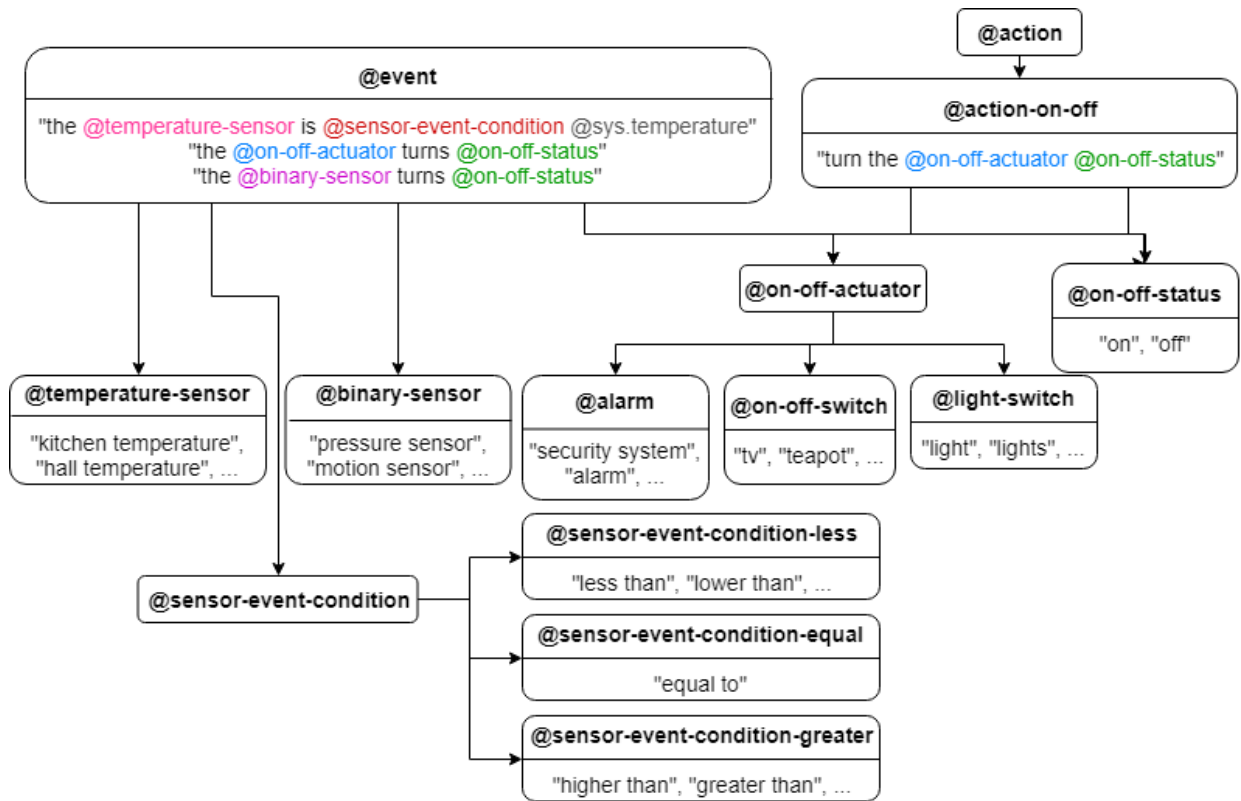 @action
@event
"the @temperature-sensor is @sensor-event-condition @sys.temperature"
"the @on-off-actuator turns @on-off-status"
"the @binary-sensor turns @on-off-status"
@action-on-off
"turn the @on-off-actuator @on-off-status"
@on-off-actuator
@on-off-status
"on", "off"
@temperature-sensor
"kitchen temperature",
"hall temperature", ...
@binary-sensor
"pressure sensor",
"motion sensor", ...
@alarm
"security system",
"alarm", ...
@on-off-switch
"tv", "teapot", ...
@light-switch
"light", "lights", ...
@sensor-event-condition
@sensor-event-condition-less
"less than", "lower than", ...
@sensor-event-condition-equal
"equal to"
@sensor-event-condition-greater
"higher than", "greater than", ...